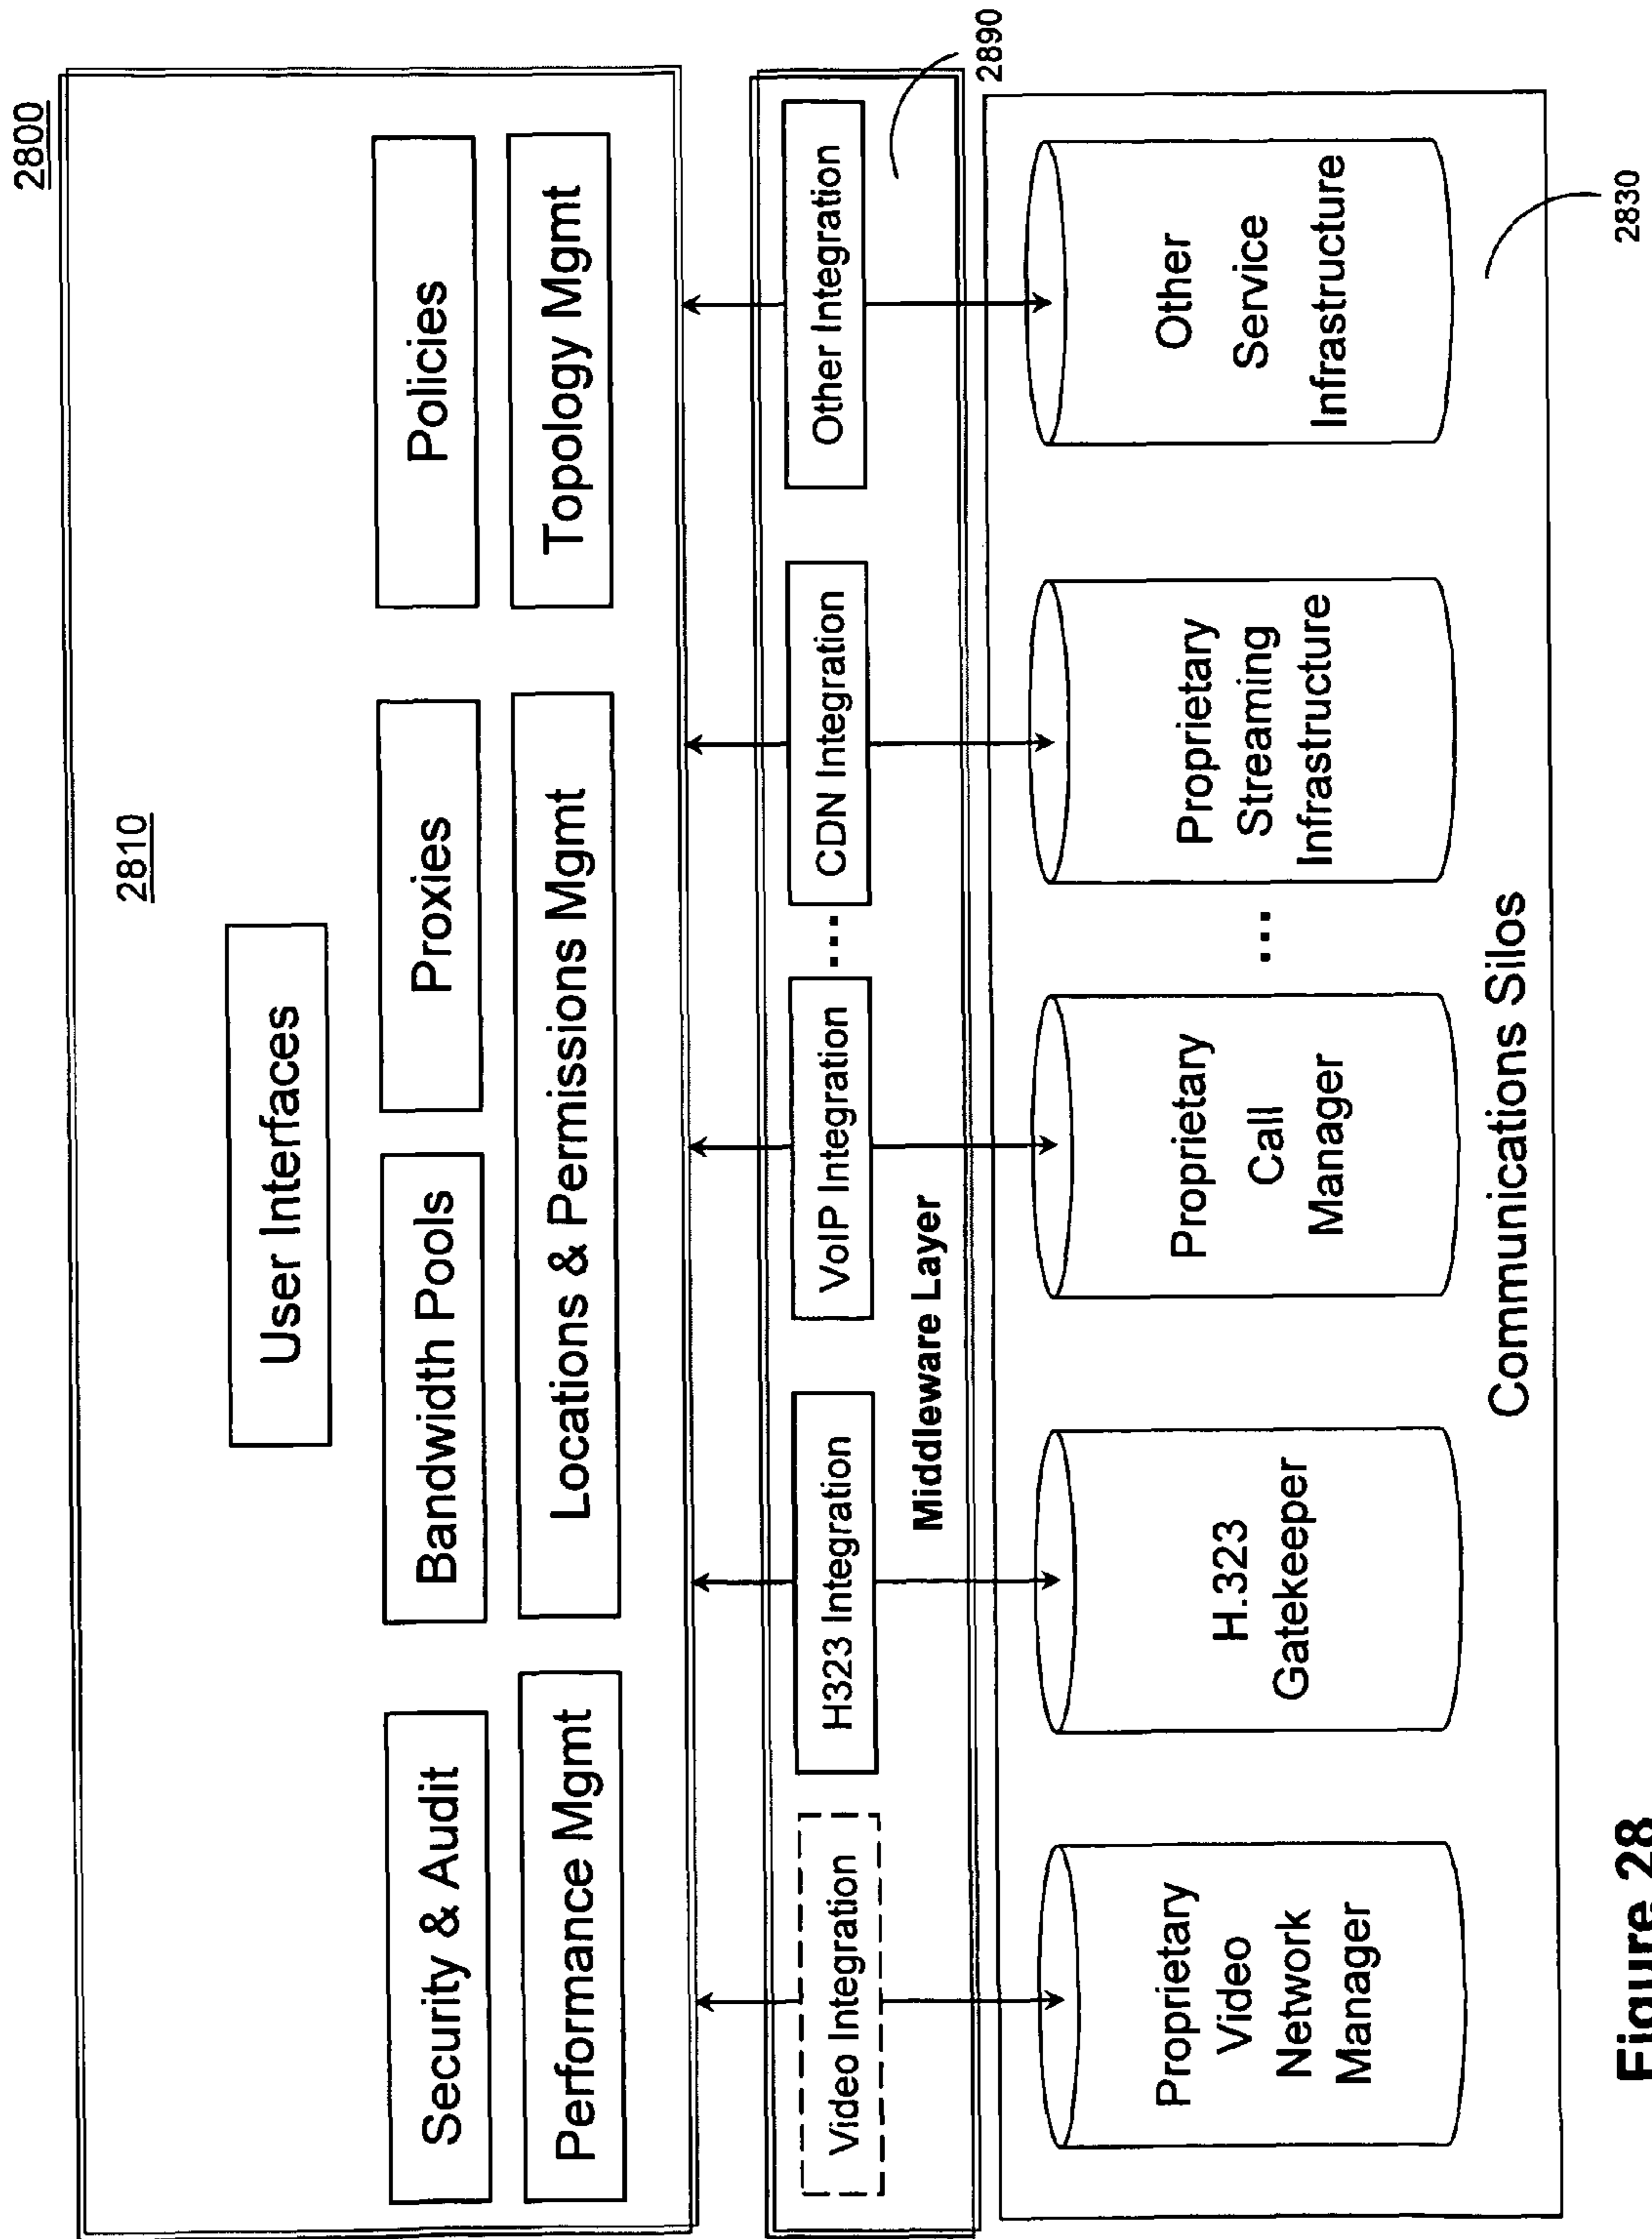 2800
2810
User Interfaces
Security & Audit
Bandwidth Pools
Proxies
Policies
Performance Mgmt
Locations & Permissions Mgmt
Topology Mgmt
Video Integration
H323 Integration
VoIP Integration
...
CDN Integration
Other Integration
Middleware Layer
2890
Proprietary
Video
Network
Manager
H.323
Gatekeeper
Proprietary
Call
Manager
...
Proprietary
Streaming
Infrastructure
Other
Service
Infrastructure
Communications Silos
2830
Figure 28